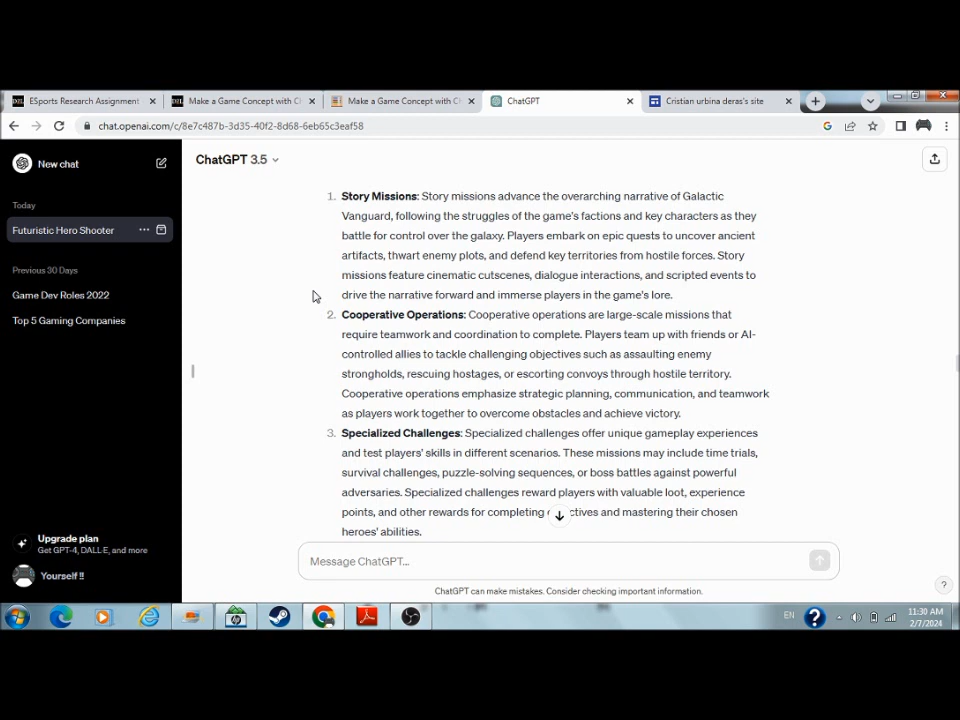 ESports Research Assignment
Make a Game Concept with C
Make a Game Concept with C
ChatGPT
Cristian urbina deras's site
chat.openai.com/c/8e7c487b-3d35-40f2-8d68-6eb65c3eaf58
New chat
Today
Futuristic Hero Shooter
Previous 30 Days
Game Dev Roles 2022
Top 5 Gaming Companies
Upgrade plan
Get GPT-4, DALL·E, and more
Yourself !!
ChatGPT 3.5
1. Story Missions: Story missions advance the overarching narrative of Galactic
Vanguard, following the struggles of the game's factions and key characters as they
battle for control over the galaxy. Players embark on epic quests to uncover ancient
artifacts, thwart enemy plots, and defend key territories from hostile forces. Story
missions feature cinematic cutscenes, dialogue interactions, and scripted events to
drive the narrative forward and immerse players in the game's lore.
2. Cooperative Operations: Cooperative operations are large-scale missions that
require teamwork and coordination to complete. Players team up with friends or AI-
controlled allies to tackle challenging objectives such as assaulting enemy
strongholds, rescuing hostages, or escorting convoys through hostile territory.
Cooperative operations emphasize strategic planning, communication, and teamwork
as players work together to overcome obstacles and achieve victory.
3. Specialized Challenges: Specialized challenges offer unique gameplay experiences
and test players' skills in different scenarios. These missions may include time trials,
survival challenges, puzzle-solving sequences, or boss battles against powerful
adversaries. Specialized challenges reward players with valuable loot, experience
points, and other rewards for completing ctives and mastering their chosen
heroes' abilities.
Message ChatGPT...
ChatGPT can make mistakes. Consider checking important information.
?
EN
11:30 AM
2/7/2024